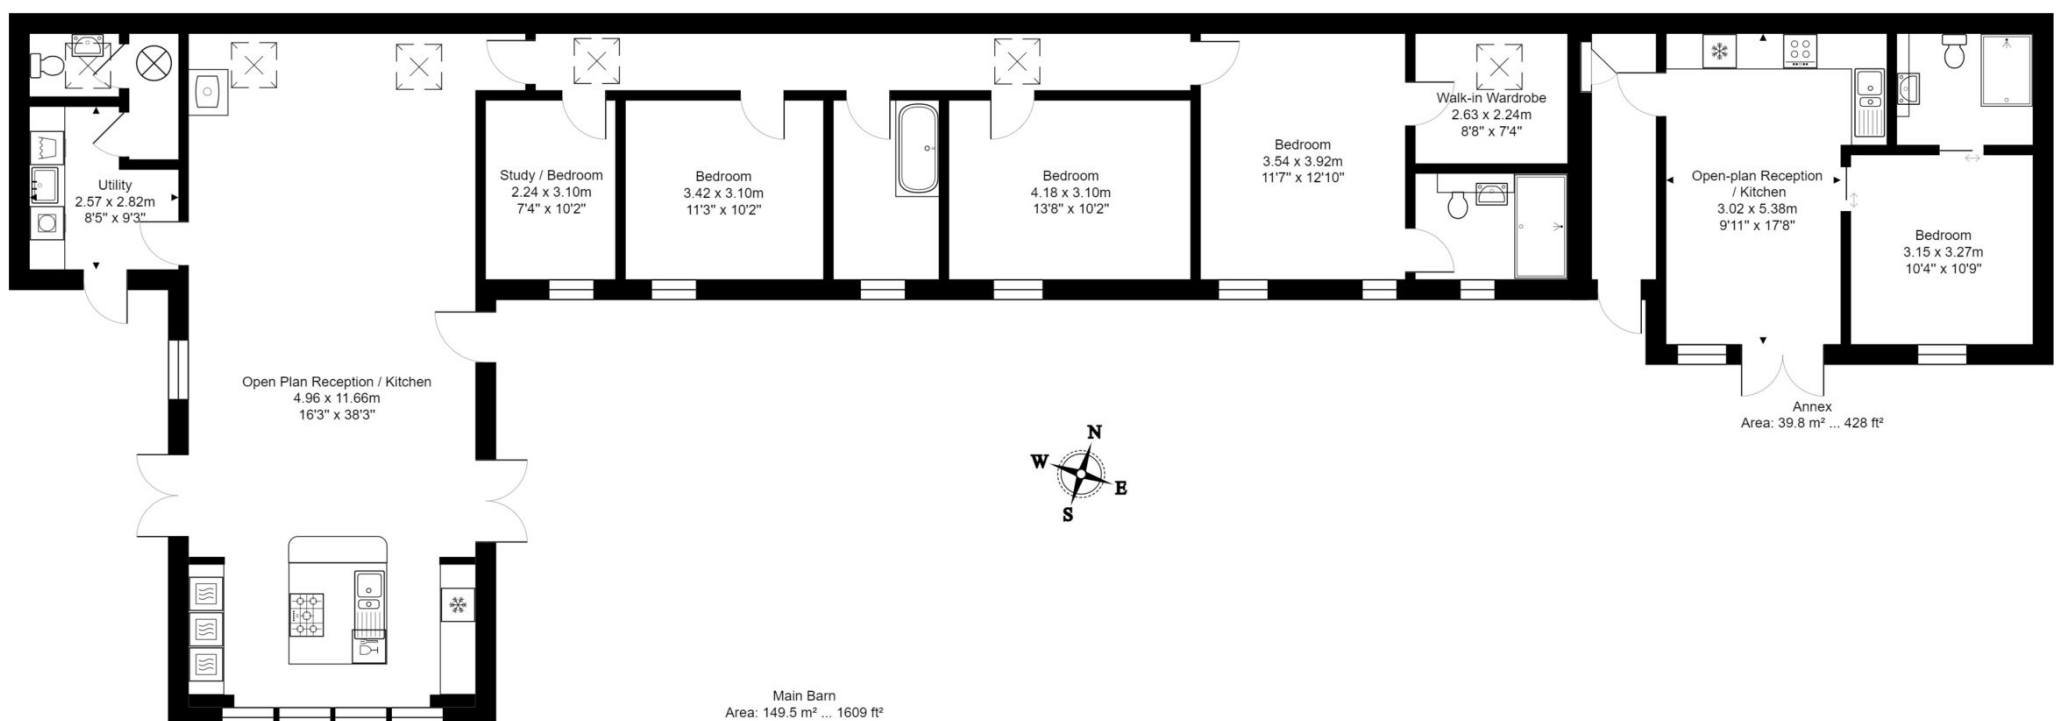 Utility
2.57 x 2.82m
8'5" x 9'3"
Study / Bedroom
2.24 x 3.10m
7'4" x 10'2"
Bedroom
3.42 x 3.10m
11'3" x 10'2"
Bedroom
4.18 x 3.10m
13'8" x 10'2"
Bedroom
3.54 x 3.92m
11'7" x 12'10"
Walk-in Wardrobe
2.63 x 2.24m
8'8" x 7'4"
Open-plan Reception
/ Kitchen
3.02 x 5.38m
9'11" x 17'8"
Bedroom
3.15 x 3.27m
10'4" x 10'9"
Open Plan Reception / Kitchen
4.96 x 11.66m
16'3" x 38'3"
Annex
Area: 39.8 m² ... 428 ft²
N
W
E
S
Main Barn
Area: 149.5 m² ... 1609 ft²